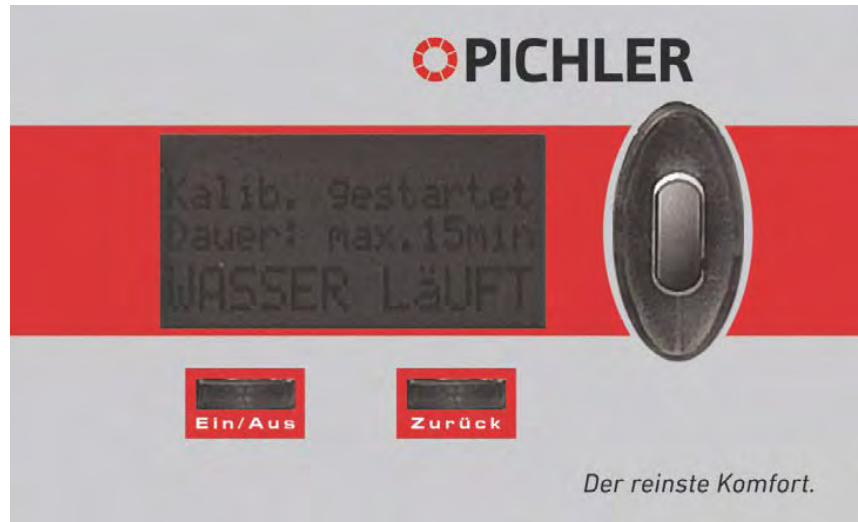 PICHLER
Kalib. gestartet
Dauer: max.15min
WASSER LäUFT
Ein/Aus
Zurück
Der reinste Komfort.